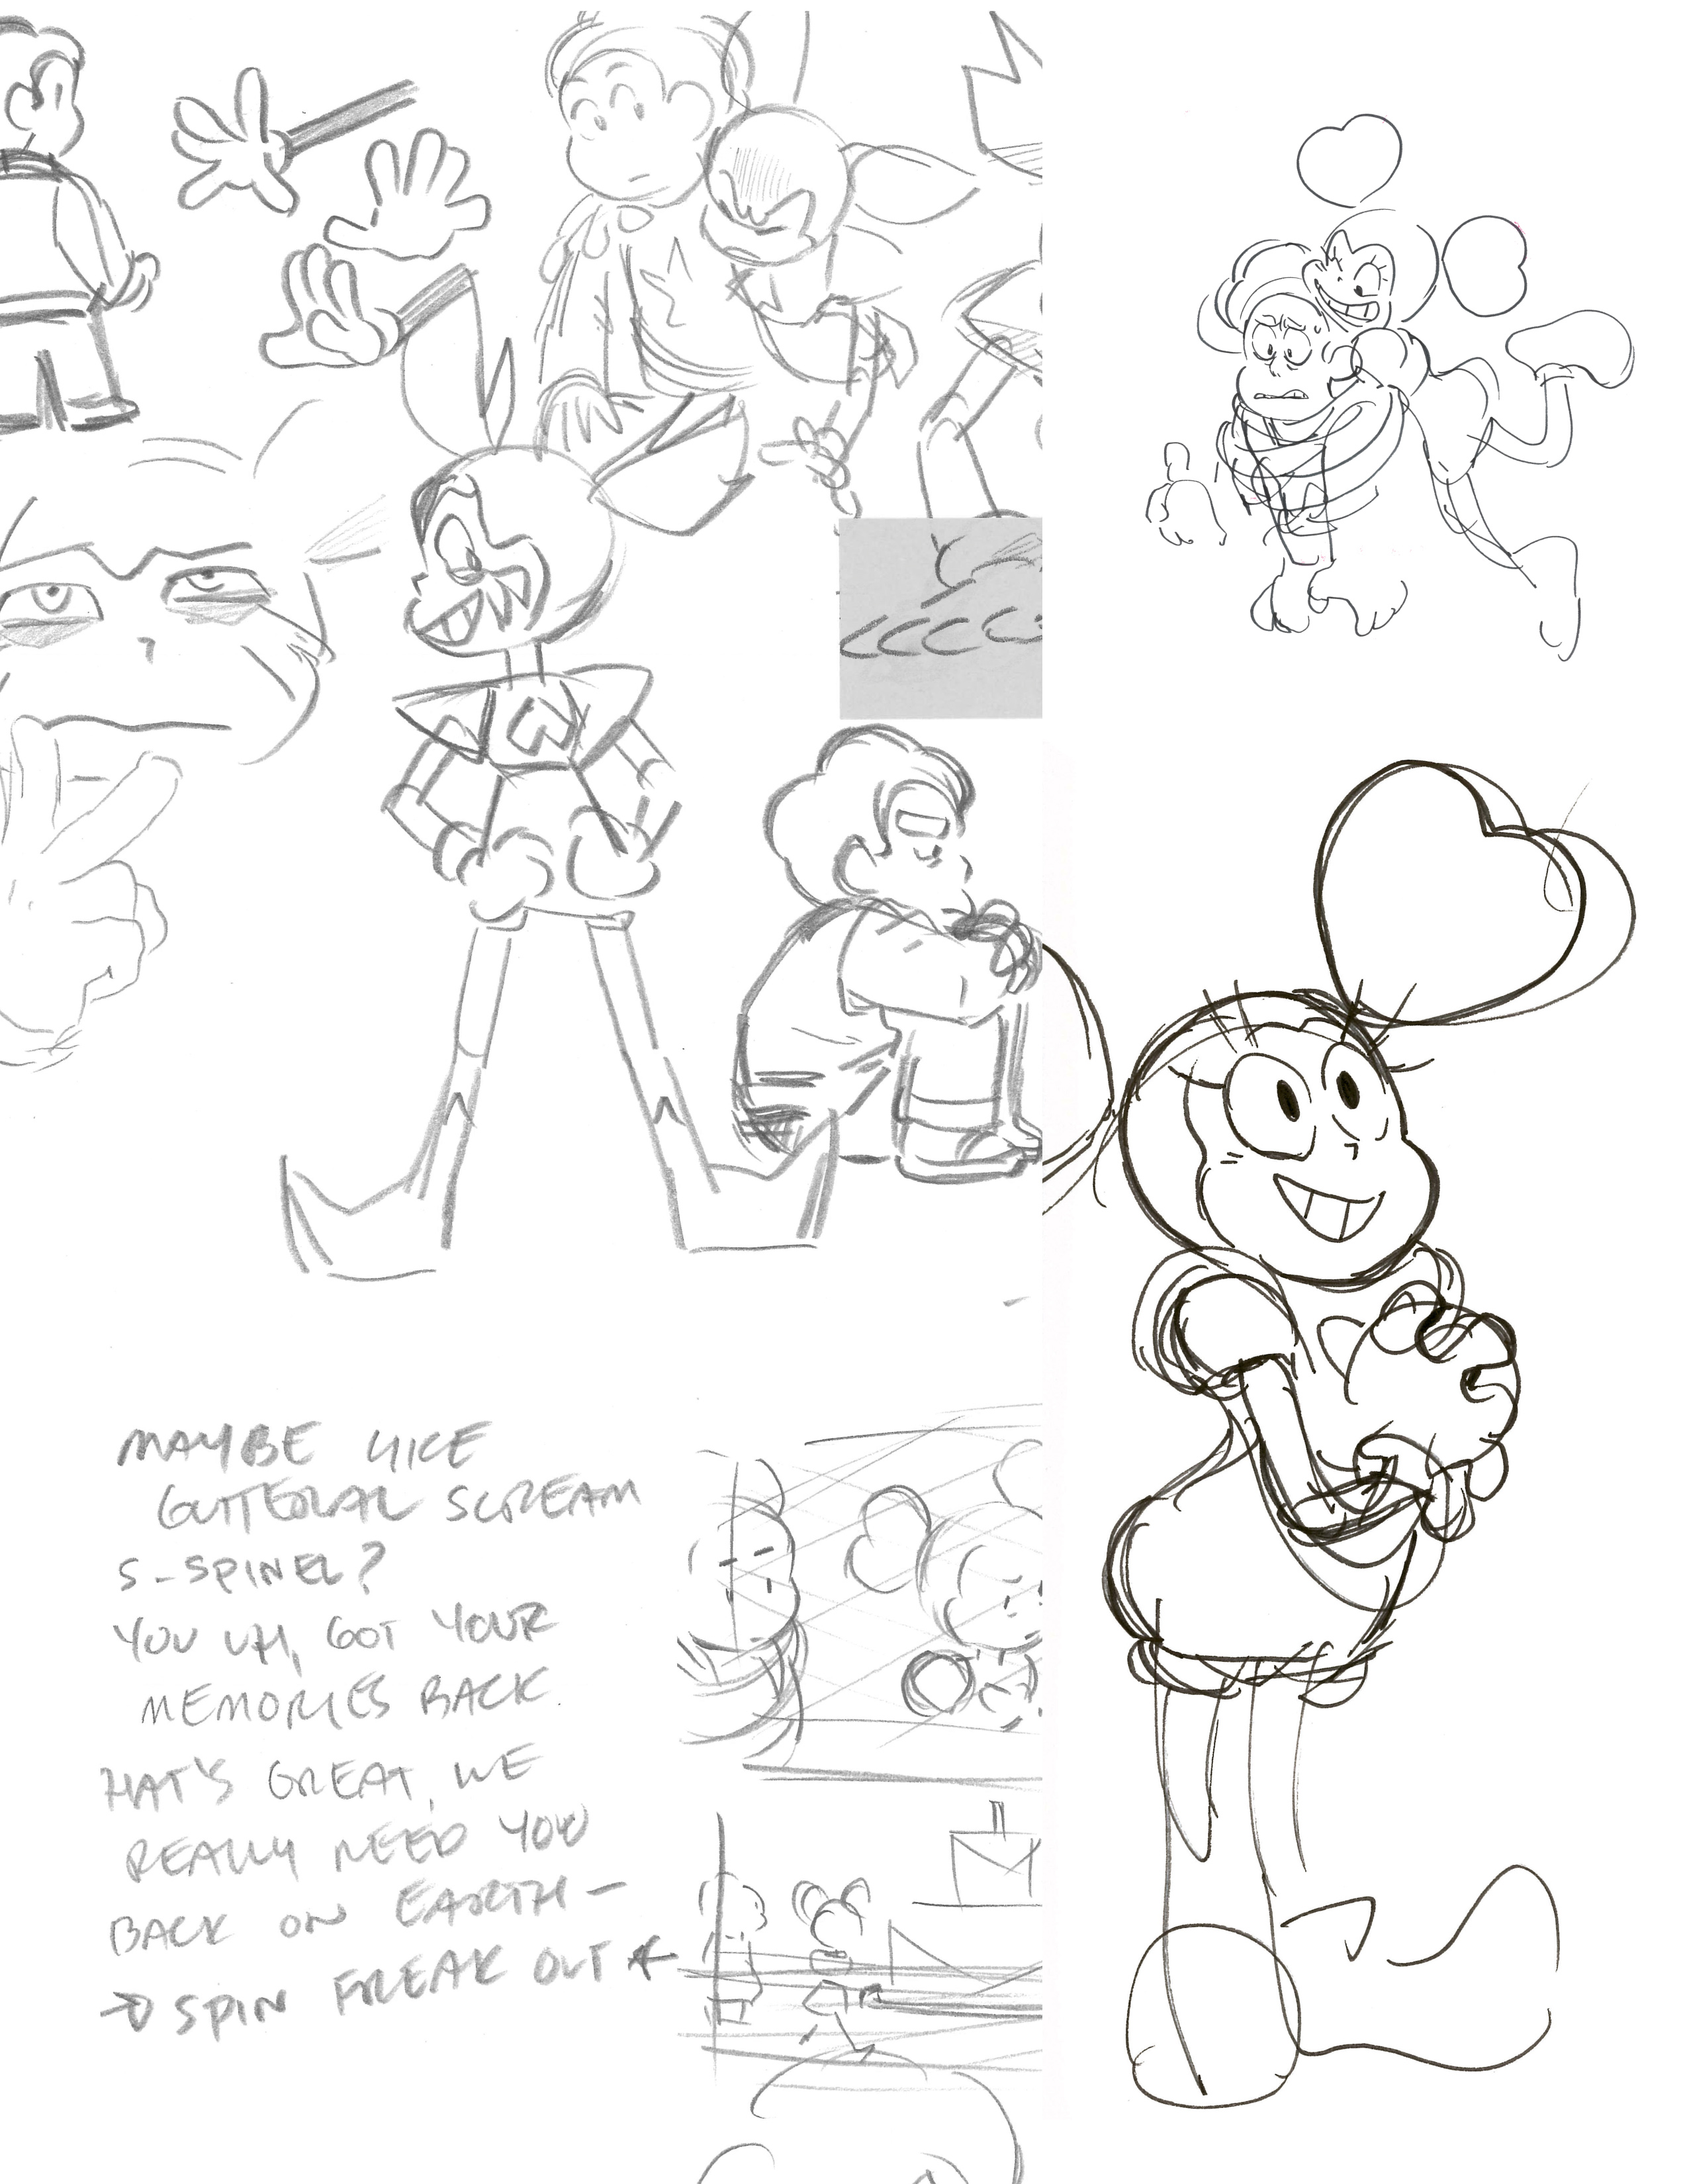 MAYBE LIKE
GUTTERAL SCREAM
S-SPINEL?
YOU UH, GOT YOUR
MEMORIES BACK.
HAT'S GREAT, WE
REALLY NEED YOU
BACK ON EARTH—
→ SPIN FREAK OUT ←